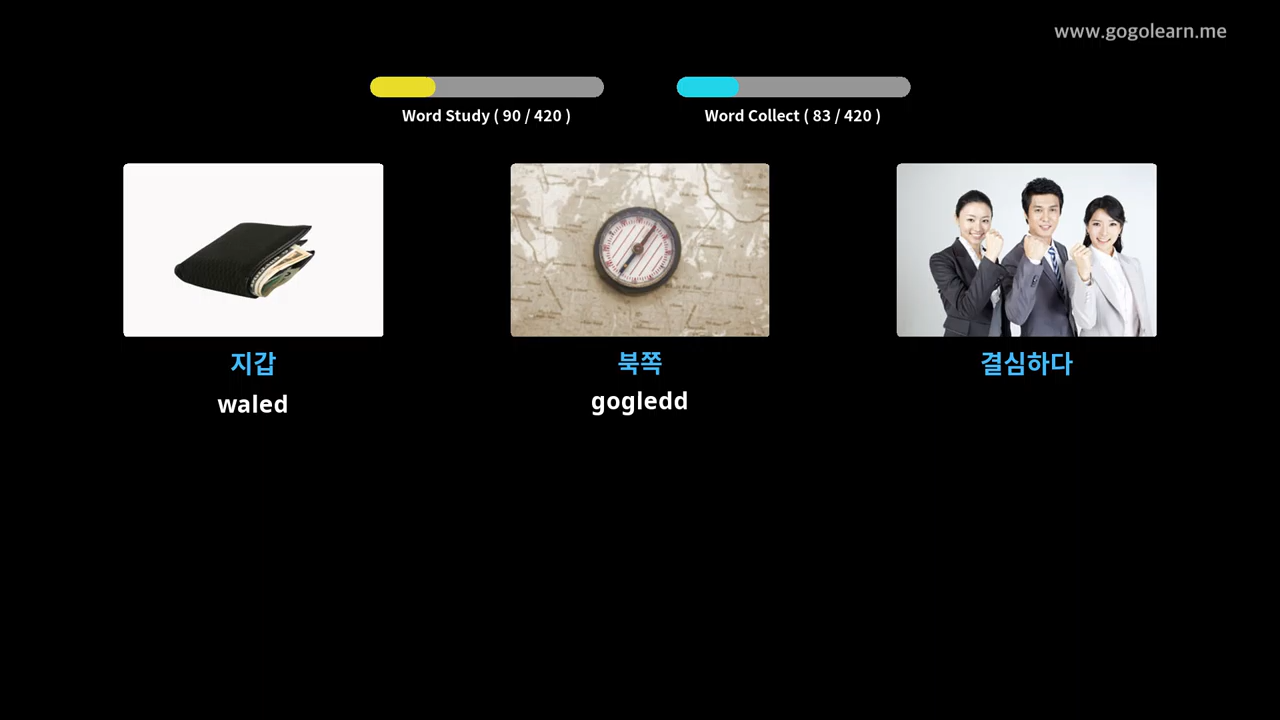 www.gogolearn.me
Word Study ( 90 / 420 )
Word Collect ( 83 / 420 )
지갑
waled
북쪽
gogledd
결심하다